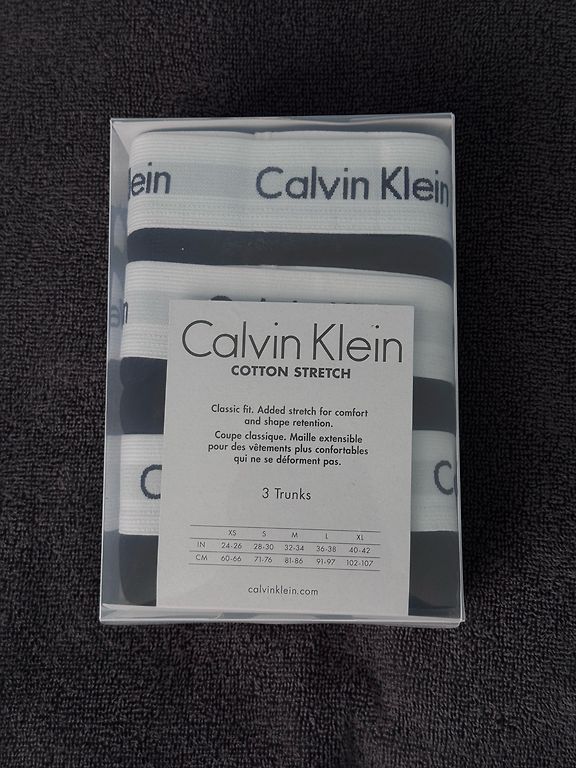 lein Calvin Klein
n
Calvin Klein
COTTON STRETCH
Classic fit. Added stretch for comfort
and shape retention.
Coupe classique. Maille extensible
pour des vêtements plus confortables
qui ne se déforment pas.
C C
3 Trunks
XS S M L XL
IN 24-26 28-30 32-34 36-38 40-42
CM 60-66 71-76 81-86 91-97 102-107
calvinklein.com